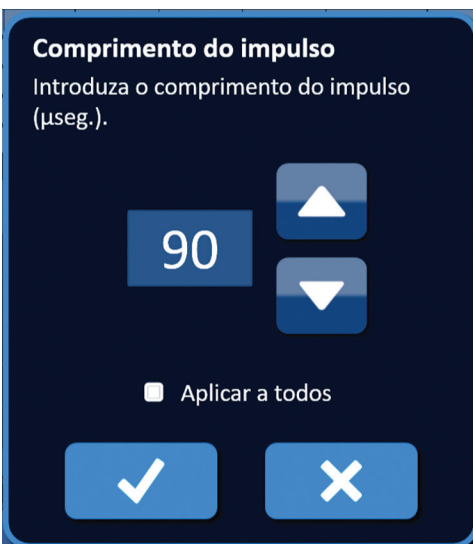 Comprimento do impulso
Introduza o comprimento do impulso
(µseg.).
90
Aplicar a todos